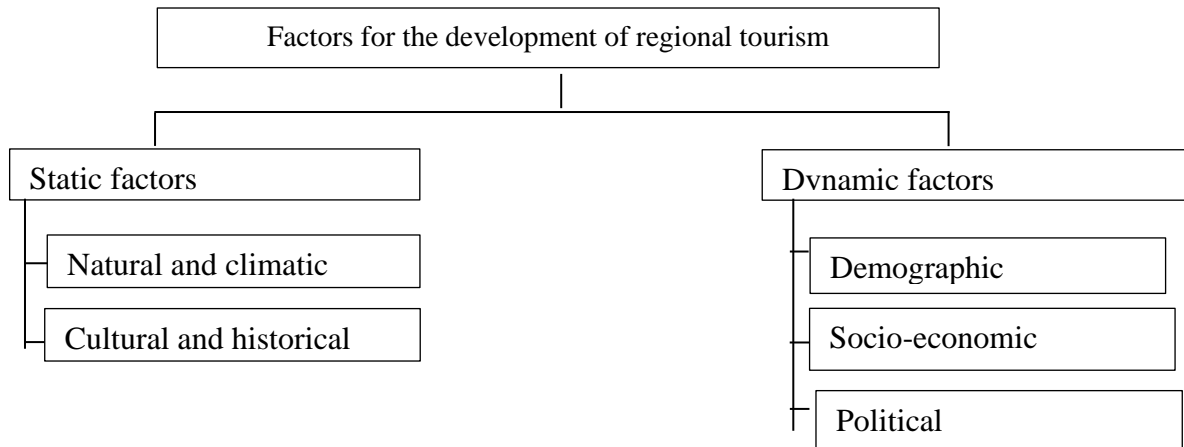 Factors for the development of regional tourism
Static factors
Natural and climatic
Cultural and historical
Dynamic factors
Demographic
Socio-economic
Political